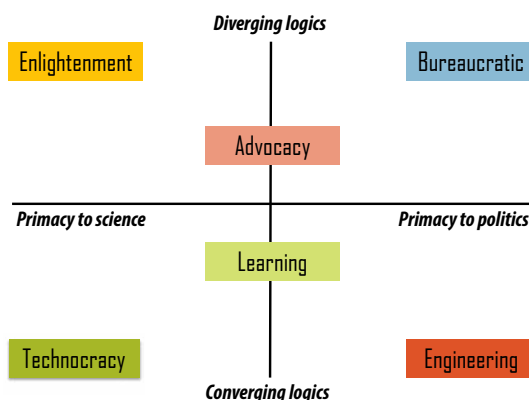 Diverging logics
Enlightenment
Bureaucratic
Advocacy
Primacy to science
Primacy to politics
Learning
Technocracy
Engineering
Converging logics